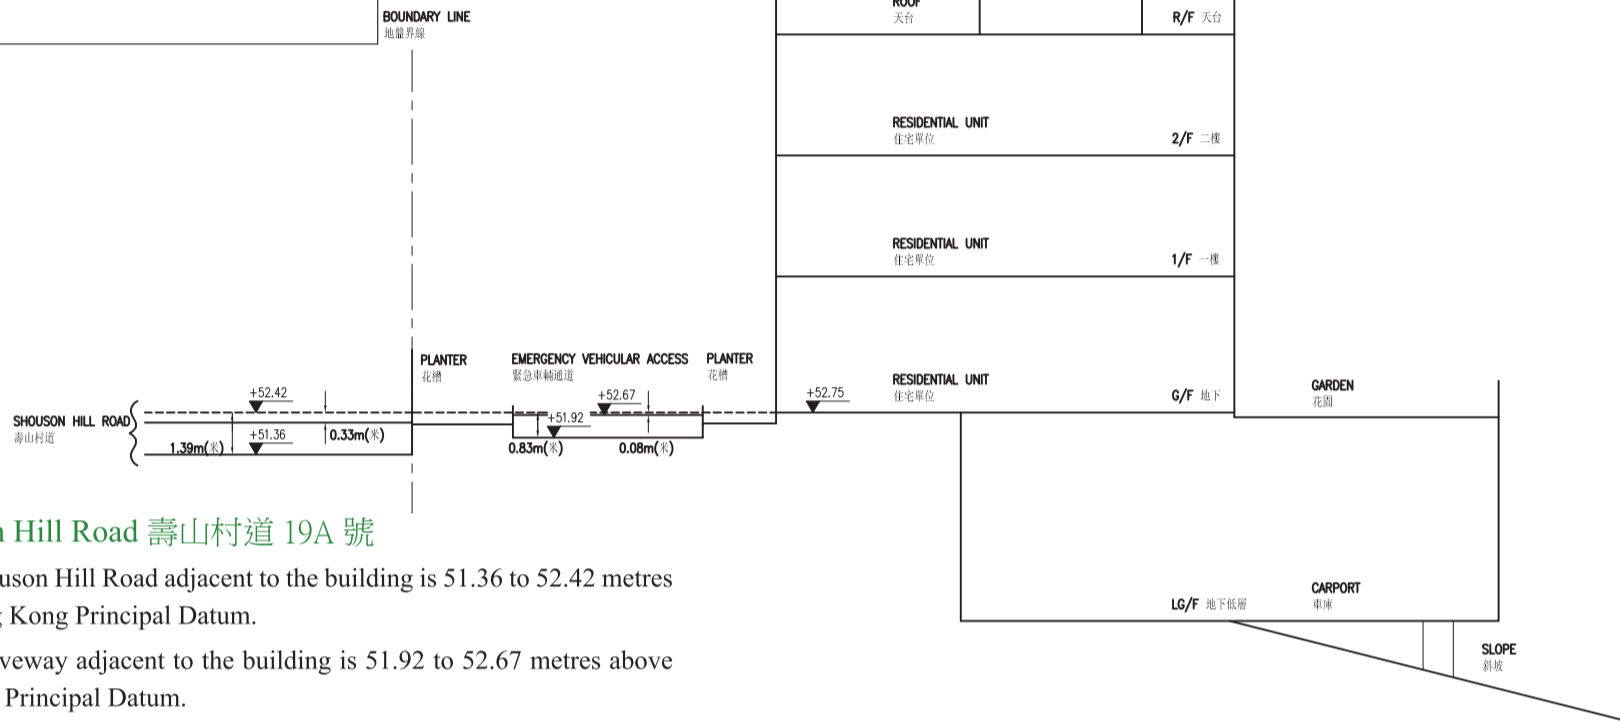 BOUNDARY LINE
地盤界線
ROOF
天台
R/F 天台
RESIDENTIAL UNIT
住宅單位
2/F 二樓
RESIDENTIAL UNIT
住宅單位
1/F 一樓
PLANTER
花槽
EMERGENCY VEHICULAR ACCESS
緊急車輛通道
PLANTER
花槽
RESIDENTIAL UNIT
住宅單位
G/F 地下
GARDEN
花園
+52.42
+52.67
+52.75
SHOUSON HILL ROAD
壽山村道
+51.36
0.33m(米)
1.39m(米)
+51.92
0.83m(米)
0.08m(米)
LG/F 地下低層
CARPORT
車庫
SLOPE
斜坡
Hill Road 壽山村道 19A 號
uson Hill Road adjacent to the building is 51.36 to 52.42 metres
Kong Principal Datum.
veway adjacent to the building is 51.92 to 52.67 metres above
Principal Datum.